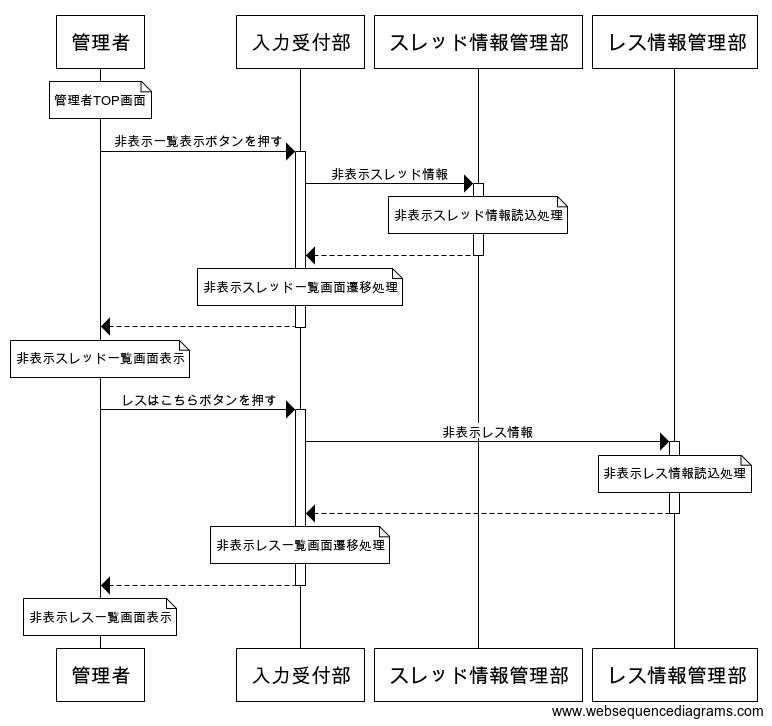 管理者
入力受付部
スレッド情報管理部
レス情報管理部
管理者TOP画面
非表示一覧表示ボタンを押す
非表示スレッド情報
非表示スレッド情報読込処理
非表示スレッド一覧画面遷移処理
非表示スレッド一覧画面表示
レスはこちらボタンを押す
非表示レス情報
非表示レス情報読込処理
非表示レス一覧画面遷移処理
非表示レス一覧画面表示
管理者
入力受付部
スレッド情報管理部
レス情報管理部
www.websequencediagrams.com